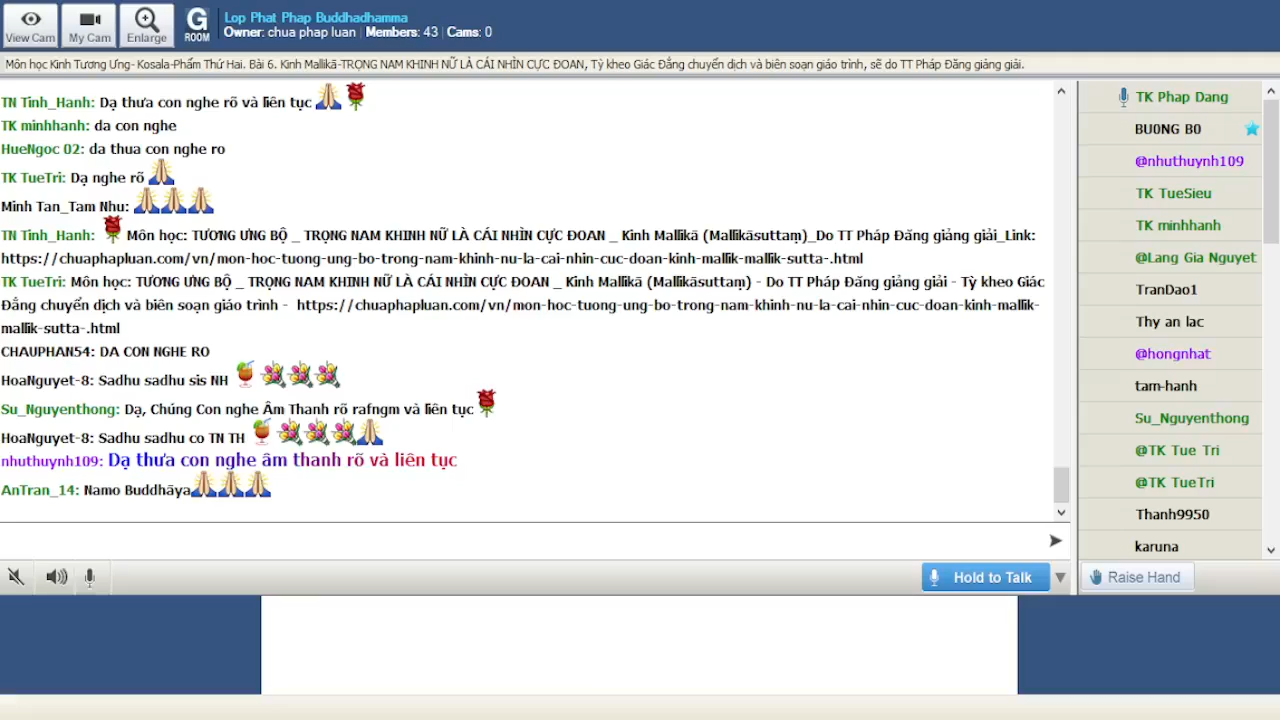 View Cam
My Cam
Enlarge
G
ROOM
Lop Phat Phap Buddhadhamma
Owner: chua phap luan | Members: 43 | Cams: 0
Môn học Kinh Tương Ưng- Kosala-Phẩm Thứ Hai. Bài 6. Kinh Mallikā-TRỌNG NAM KHINH NỮ LÀ CÁI NHÌN CỰC ĐOAN, Tỳ kheo Giác Đẳng chuyển dịch và biên soạn giáo trình, sẽ do TT Pháp Đăng giảng giải.
TN Tinh_Hanh: Dạ thưa con nghe rõ và liên tục
TK minhhanh: da con nghe
HueNgoc 02: da thua con nghe ro
TK TueTri: Dạ nghe rõ
Minh Tan_Tam Nhu:
TN Tinh_Hanh: Môn học: TƯƠNG ƯNG BỘ _ TRỌNG NAM KHINH NỮ LÀ CÁI NHÌN CỰC ĐOAN _ Kinh Mallikā (Mallikāsuttaṃ)_Do TT Pháp Đăng giảng giải_Link:
https://chuaphapluan.com/vn/mon-hoc-tuong-ung-bo-trong-nam-khinh-nu-la-cai-nhin-cuc-doan-kinh-mallik-mallik-sutta-.html
TK TueTri: Môn học: TƯƠNG ƯNG BỘ _ TRỌNG NAM KHINH NỮ LÀ CÁI NHÌN CỰC ĐOAN _ Kinh Mallikā (Mallikāsuttaṃ) - Do TT Pháp Đăng giảng giải - Tỳ kheo Giác
Đẳng chuyển dịch và biên soạn giáo trình - https://chuaphapluan.com/vn/mon-hoc-tuong-ung-bo-trong-nam-khinh-nu-la-cai-nhin-cuc-doan-kinh-mallik-
mallik-sutta-.html
CHAUPHAN54: DA CON NGHE RO
HoaNguyet-8: Sadhu sadhu sis NH
Su_Nguyenthong: Dạ, Chúng Con nghe Âm Thanh rõ rafngm và liên tục
HoaNguyet-8: Sadhu sadhu co TN TH
nhuthuynh109: Dạ thưa con nghe âm thanh rõ và liên tục
AnTran_14: Namo Buddhāya
Hold to Talk
TK Phap Dang
BU0NG B0
@nhuthuynh109
TK TueSieu
TK minhhanh
@Lang Gia Nguyet
TranDao1
Thy an lac
@hongnhat
tam-hanh
Su_Nguyenthong
@TK Tue Tri
@TK TueTri
Thanh9950
karuna
Raise Hand